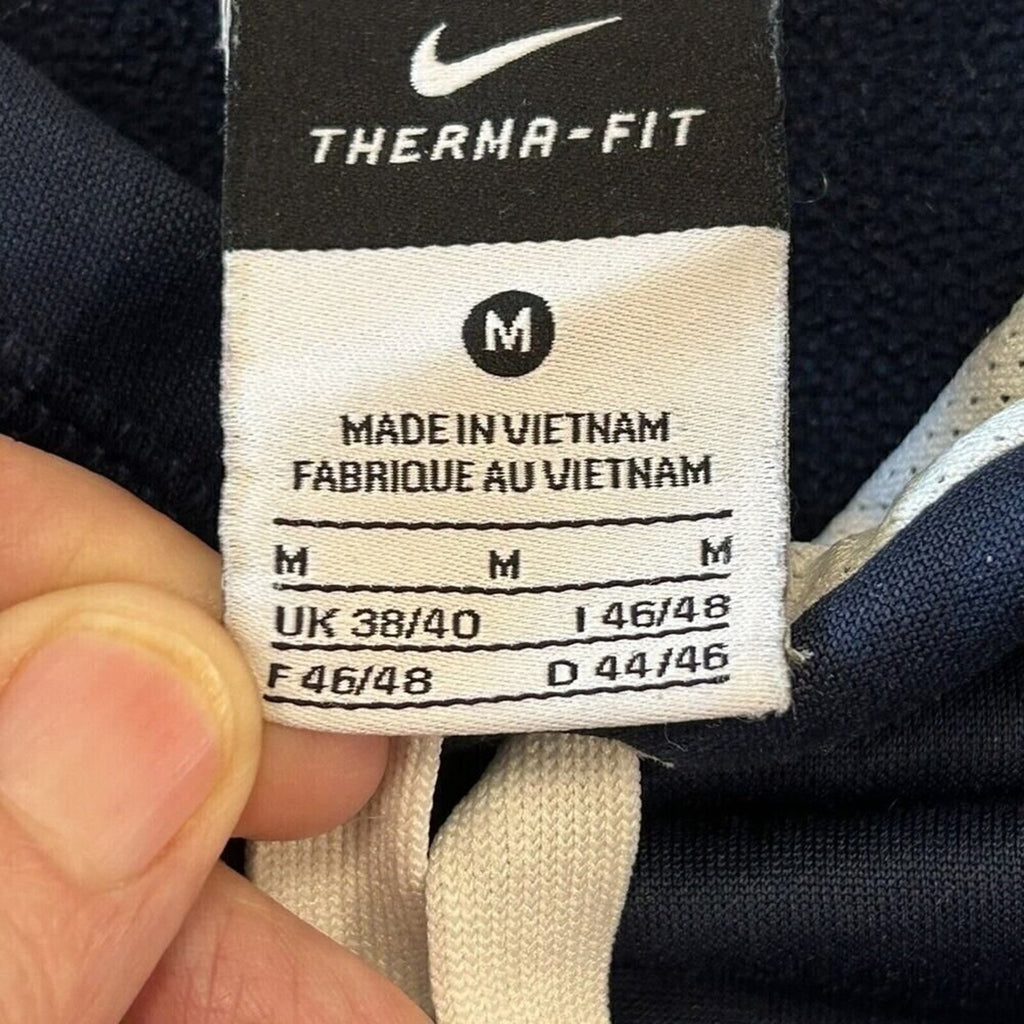 THERMA-FIT
M
MADE IN VIETNAM
FABRIQUE AU VIETNAM
M M M
UK 38/40 I 46/48
F 46/48 D 44/46